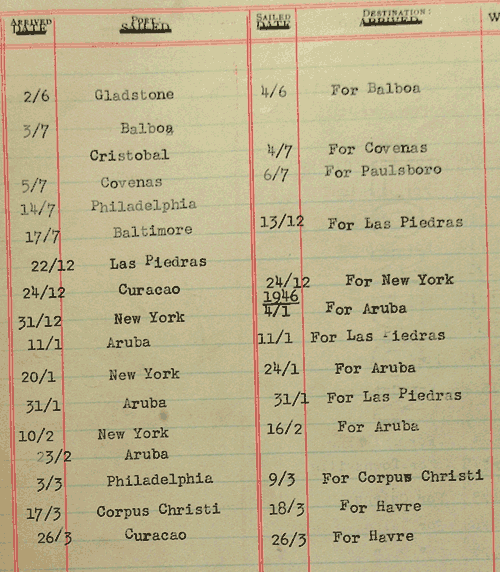 ARRIVED DATE PORT: SAILED SAILED DATE DESTINATION: ARRIVED W
2/6 Gladstone 4/6 For Balboa
3/7 Balboa
Cristobal 4/7 For Covenas
5/7 Covenas 6/7 For Paulsboro
14/7 Philadelphia
17/7 Baltimore 13/12 For Las Piedras
22/12 Las Piedras
24/12 Curacao 24/12 For New York
1946
31/12 New York 4/1 For Aruba
11/1 Aruba 11/1 For Las Piedras
20/1 New York 24/1 For Aruba
31/1 Aruba 31/1 For Las Piedras
10/2 New York 16/2 For Aruba
23/2 Aruba
3/3 Philadelphia 9/3 For Corpus Christi
17/3 Corpus Christi 18/3 For Havre
26/3 Curacao 26/3 For Havre